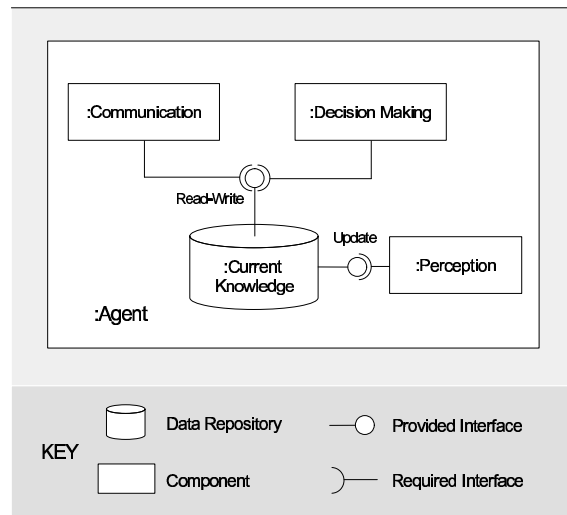 :Communication
:Decision Making
Read-Write
Update
:Current
Knowledge
:Perception
:Agent
KEY
Data Repository
Provided Interface
Component
Required Interface